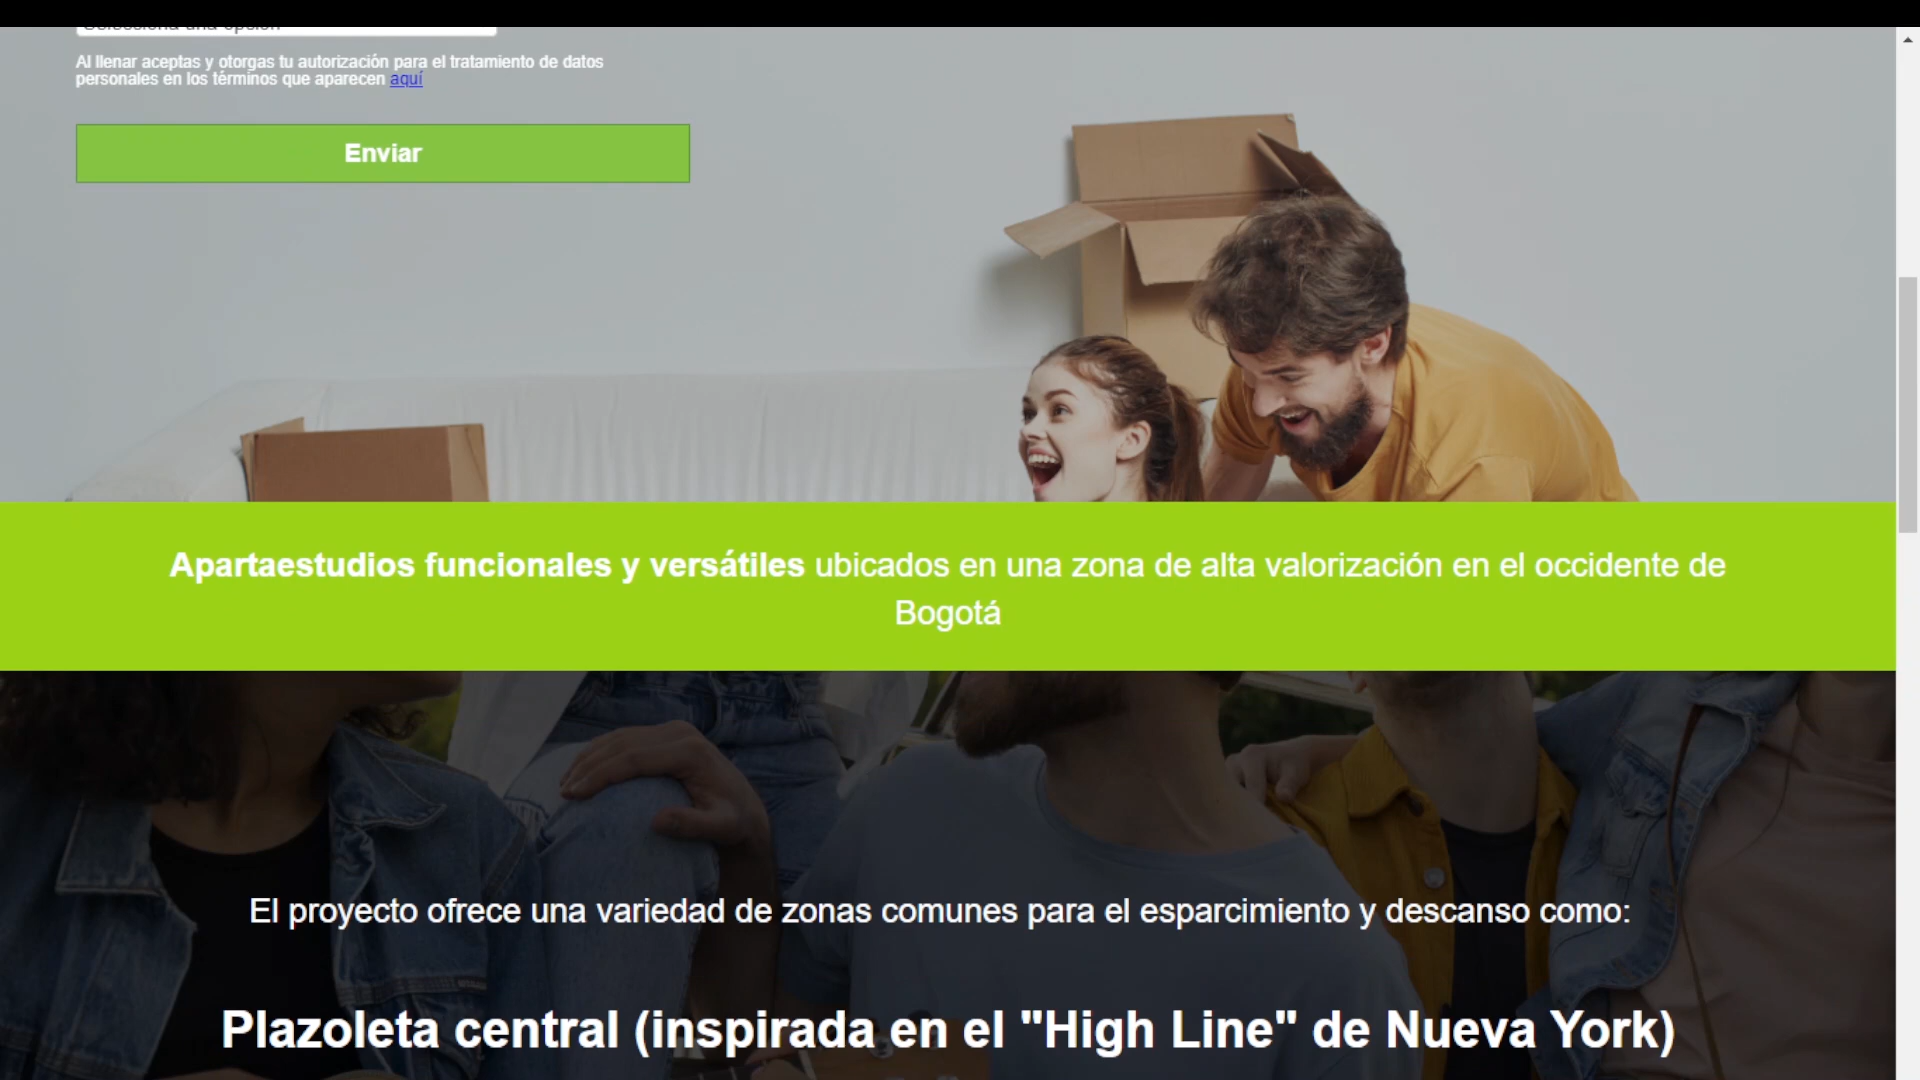 Selecciona una opción
Al llenar aceptas y otorgas tu autorización para el tratamiento de datos
personales en los términos que aparecen aquí
Enviar
Apartaestudios funcionales y versátiles ubicados en una zona de alta valorización en el occidente de
Bogotá
El proyecto ofrece una variedad de zonas comunes para el esparcimiento y descanso como:
Plazoleta central (inspirada en el "High Line" de Nueva York)